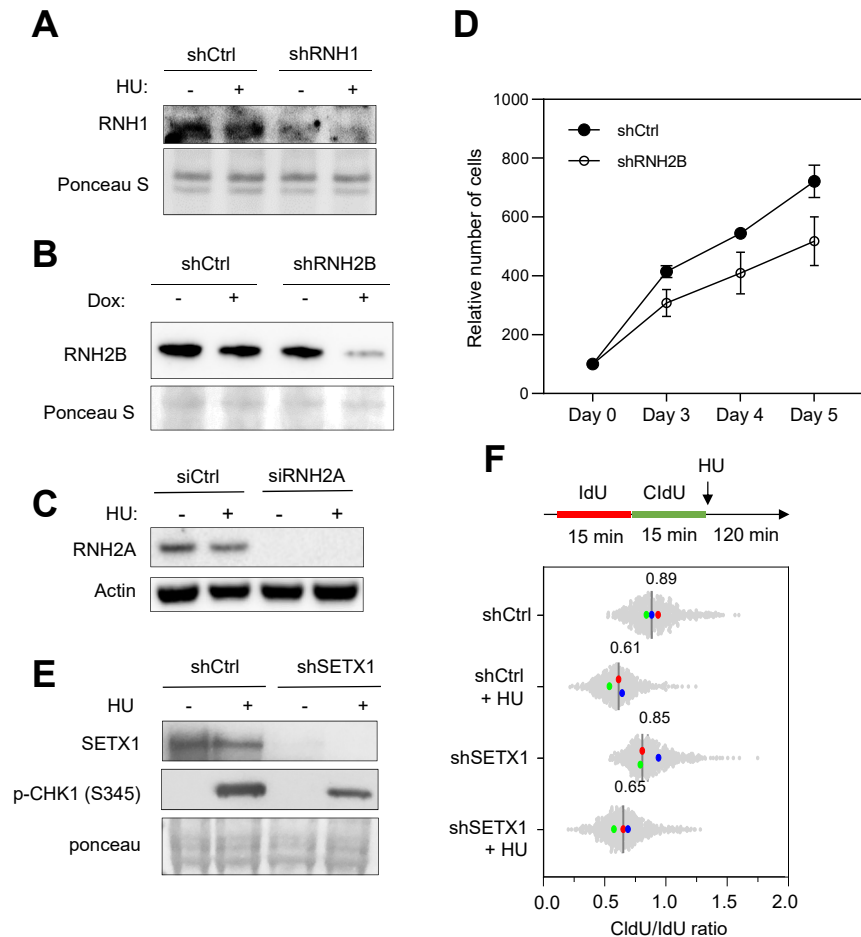 A
shCtrl shRNH1
HU: - + - +
RNH1
Ponceau S
B
shCtrl shRNH2B
Dox: - + - +
RNH2B
Ponceau S
C
siCtrl siRNH2A
HU: - + - +
RNH2A
Actin
E
shCtrl shSETX1
HU - + - +
SETX1
p-CHK1 (S345)
ponceau
D
1000
800
600
400
200
0
Relative number of cells
shCtrl
shRNH2B
Day 0 Day 3 Day 4 Day 5
F
HU
IdU CldU
15 min 15 min 120 min
0.89
shCtrl
0.61
shCtrl
+ HU
0.85
shSETX1
0.65
shSETX1
+ HU
0.0 0.5 1.0 1.5 2.0
CldU/IdU ratio